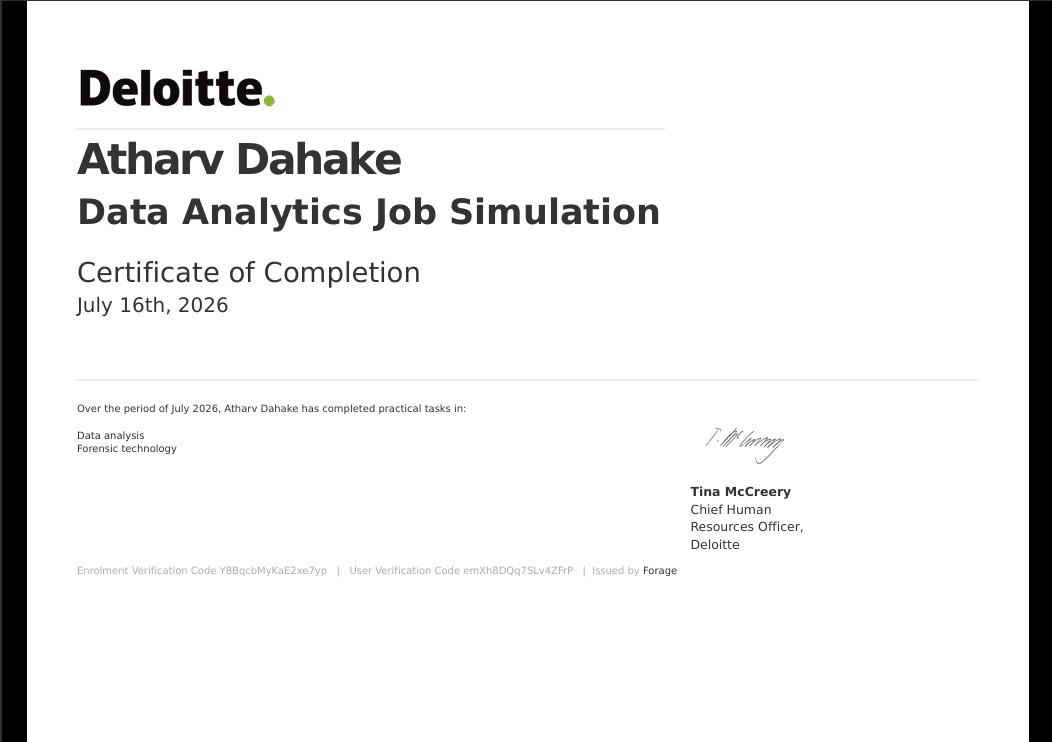 Deloitte.
Atharv Dahake
Data Analytics Job Simulation
Certificate of Completion
July 16th, 2026
Over the period of July 2026, Atharv Dahake has completed practical tasks in:
Data analysis
Forensic technology
Tina McCreery
Chief Human
Resources Officer,
Deloitte
Enrolment Verification Code Y8BqcbMyKaE2xe7yp | User Verification Code emXh8DQq7SLv4ZFrP | Issued by Forage